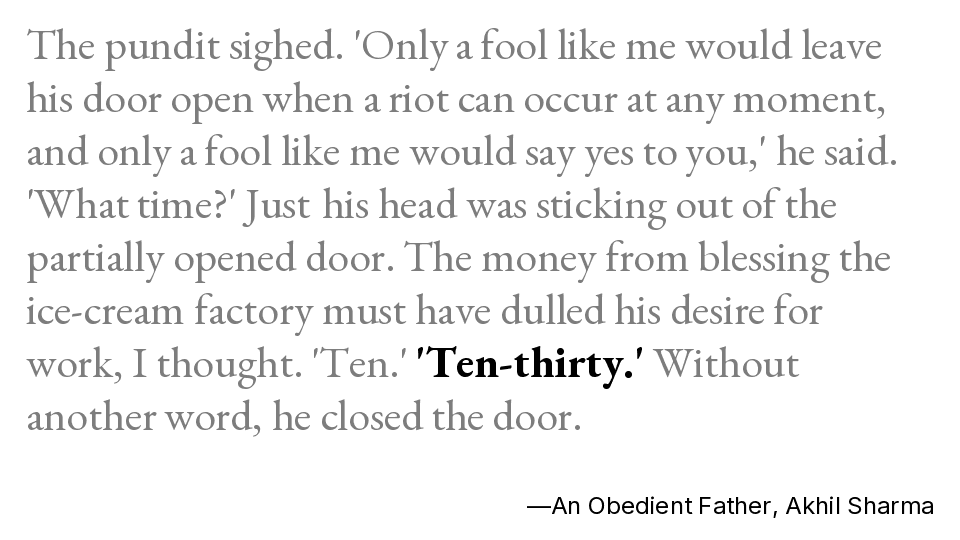 The pundit sighed. 'Only a fool like me would leave
his door open when a riot can occur at any moment,
and only a fool like me would say yes to you,' he said.
'What time?' Just his head was sticking out of the
partially opened door. The money from blessing the
ice-cream factory must have dulled his desire for
work, I thought. 'Ten.' 'Ten-thirty.' Without
another word, he closed the door.
—An Obedient Father, Akhil Sharma